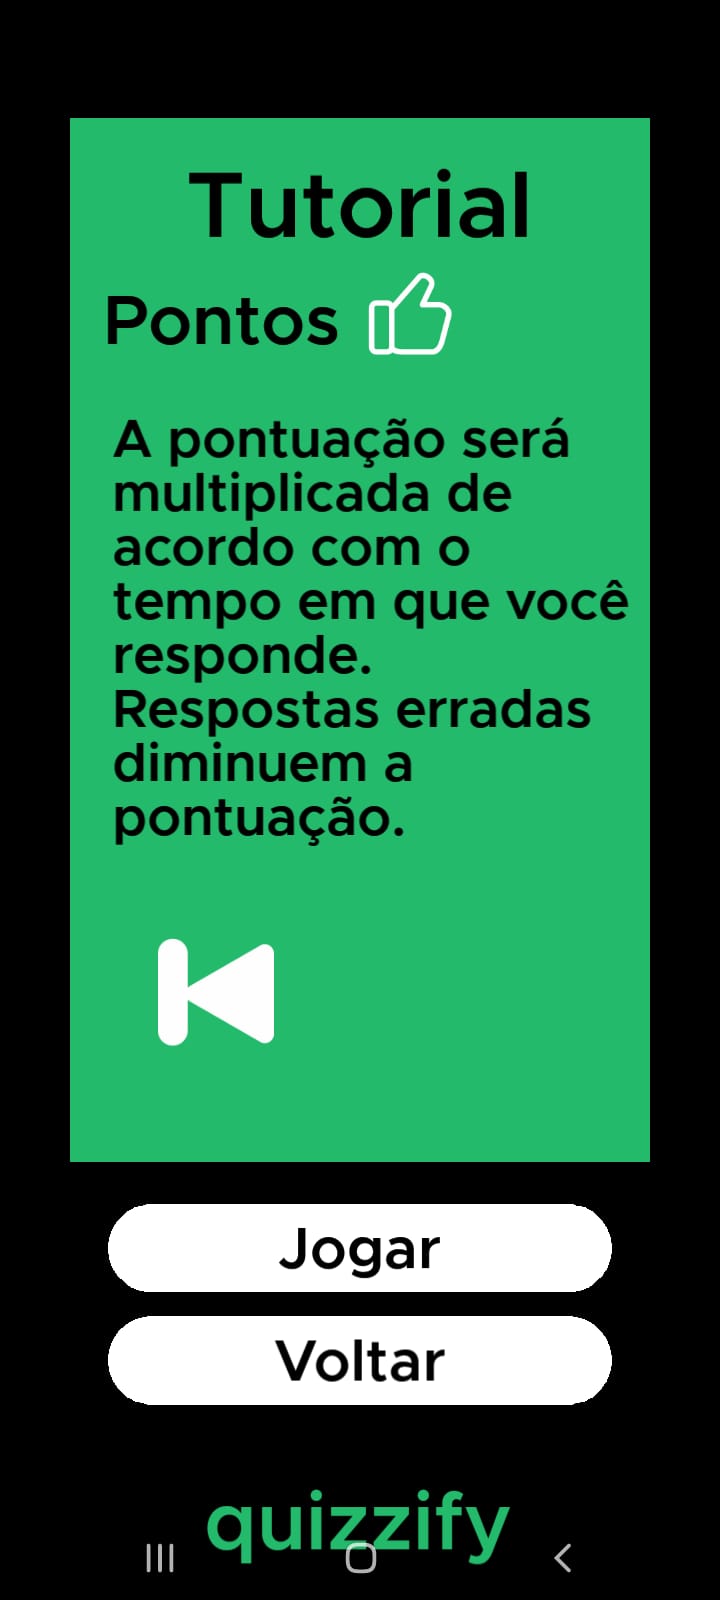 Tutorial
Pontos
A pontuação será
multiplicada de
acordo com o
tempo em que você
responde.
Respostas erradas
diminuem a
pontuação.
Jogar
Voltar
quizzify